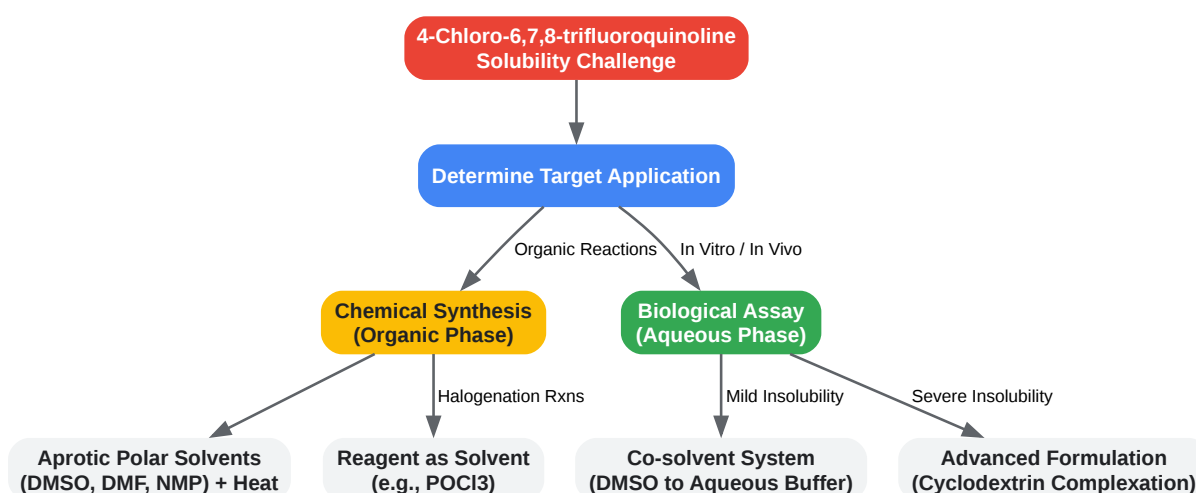 4-Chloro-6,7,8-trifluoroquinoline
Solubility Challenge
Determine Target Application
Organic Reactions
In Vitro / In Vivo
Chemical Synthesis
(Organic Phase)
Biological Assay
(Aqueous Phase)
Halogenation Rxns
Mild Insolubility
Severe Insolubility
Aprotic Polar Solvents
(DMSO, DMF, NMP) + Heat
Reagent as Solvent
(e.g., POCl3)
Co-solvent System
(DMSO to Aqueous Buffer)
Advanced Formulation
(Cyclodextrin Complexation)